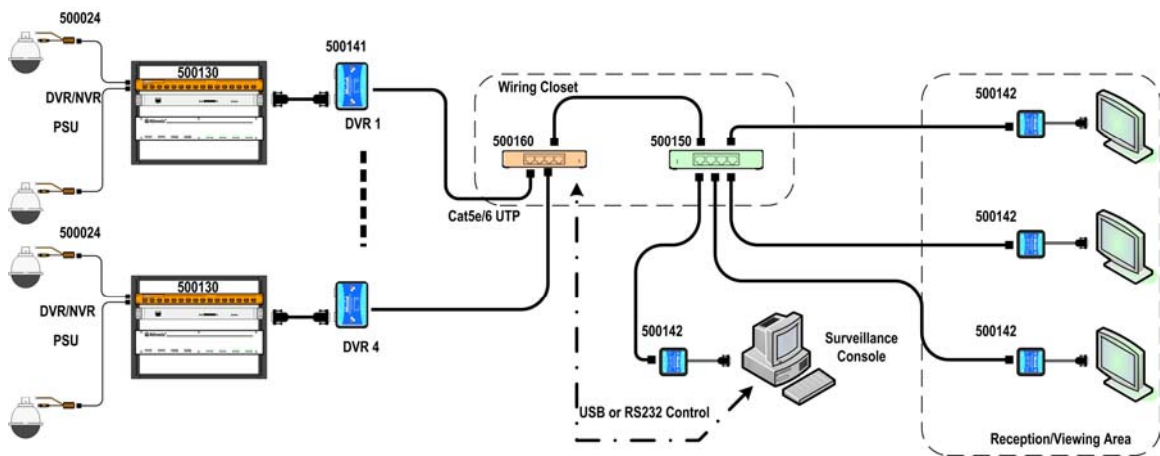 500024
500130
DVR/NVR
PSU
500141
DVR 1
Wiring Closet
500160
500150
Cat5e/6 UTP
500142
500142
500142
500142
500024
500130
DVR/NVR
PSU
DVR 4
Surveillance
Console
USB or RS232 Control
Reception/Viewing Area